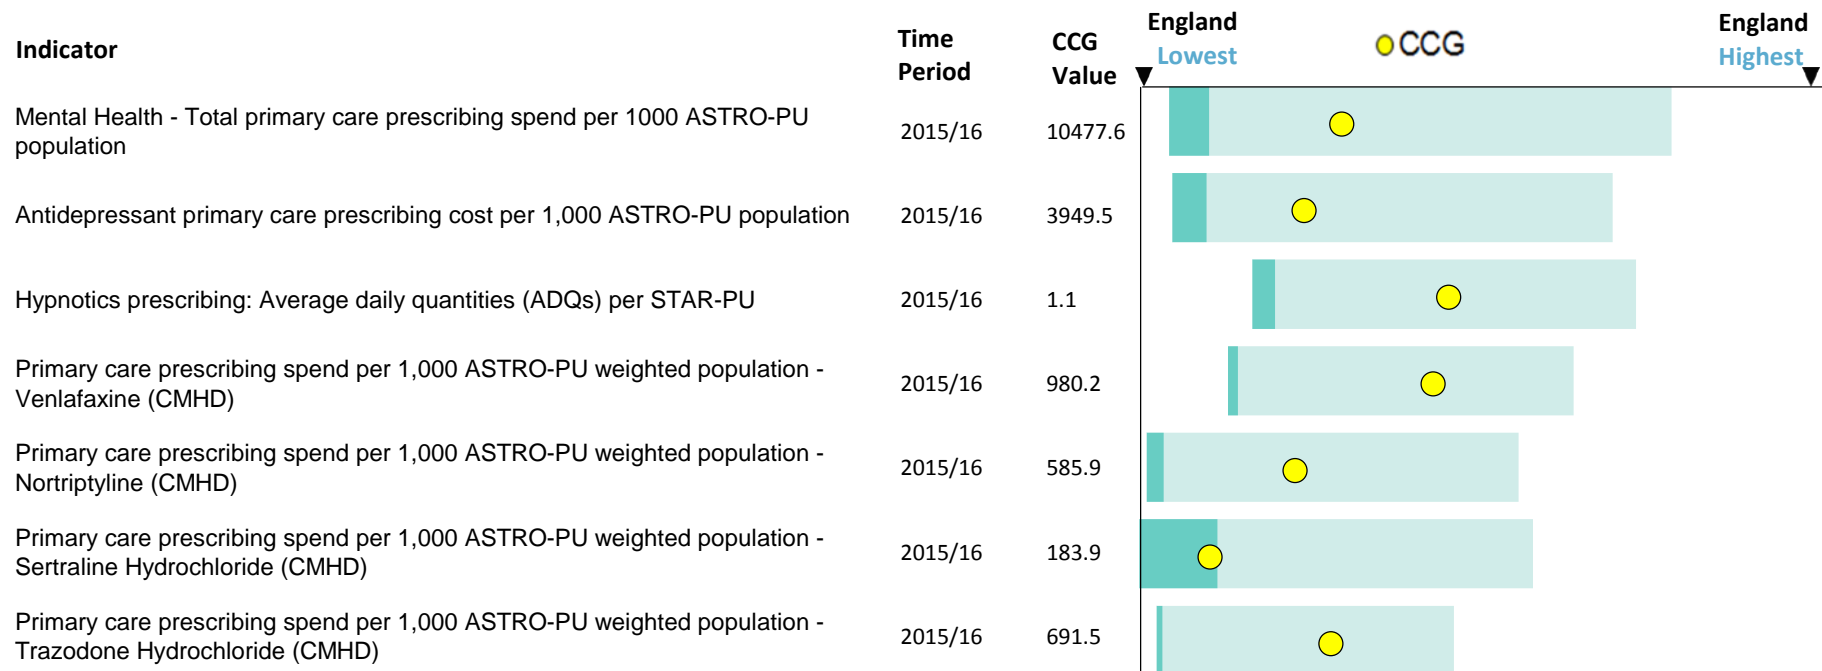 Indicator
Time
Period
CCG
Value
England
Lowest
CCG
England
Highest
Mental Health - Total primary care prescribing spend per 1000 ASTRO-PU
population
2015/16
10477.6
Antidepressant primary care prescribing cost per 1,000 ASTRO-PU population
2015/16
3949.5
Hypnotics prescribing: Average daily quantities (ADQs) per STAR-PU
2015/16
1.1
Primary care prescribing spend per 1,000 ASTRO-PU weighted population -
Venlafaxine (CMHD)
2015/16
980.2
Primary care prescribing spend per 1,000 ASTRO-PU weighted population -
Nortriptyline (CMHD)
2015/16
585.9
Primary care prescribing spend per 1,000 ASTRO-PU weighted population -
Sertraline Hydrochloride (CMHD)
2015/16
183.9
Primary care prescribing spend per 1,000 ASTRO-PU weighted population -
Trazodone Hydrochloride (CMHD)
2015/16
691.5